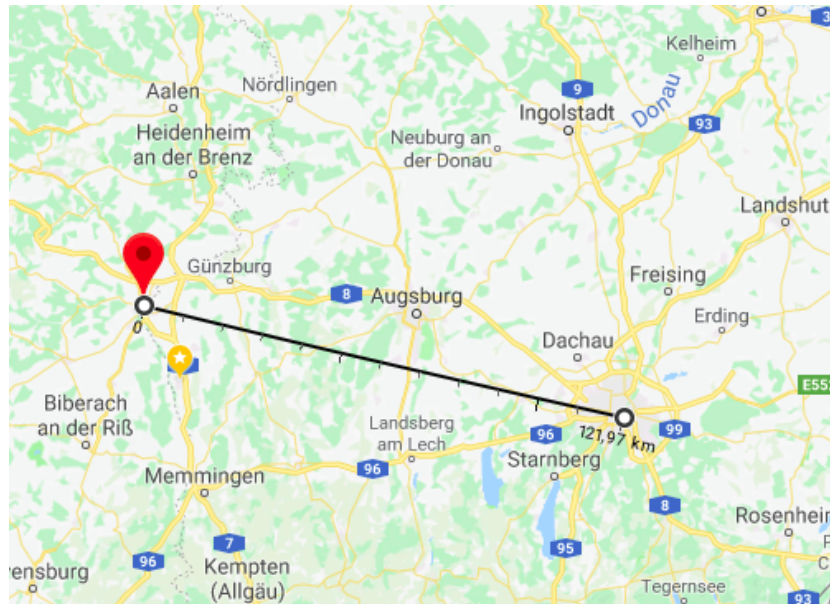 Kelheim
Aalen
Nördlingen
9
Ingolstadt
Donau
93
Heidenheim
an der Brenz
Neuburg an
der Donau
Landshut
Günzburg
8
Augsburg
Freising
Erding
0
Dachau
E552
Biberach
an der Riß
Landsberg
am Lech
96
121,97 km
99
Starnberg
96
Memmingen
8
7
Rosenheim
96
Kempten
(Allgäu)
95
Tegernsee
93